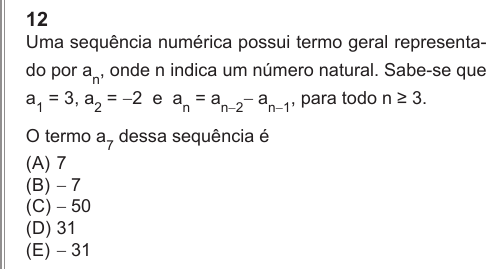 12
Uma sequência numérica possui termo geral representa-
do por aₙ, onde n indica um número natural. Sabe-se que
a₁ = 3, a₂ = –2 e aₙ = aₙ₋₂– aₙ₋₁, para todo n ≥ 3.
O termo a₇ dessa sequência é
(A) 7
(B) – 7
(C) – 50
(D) 31
(E) – 31